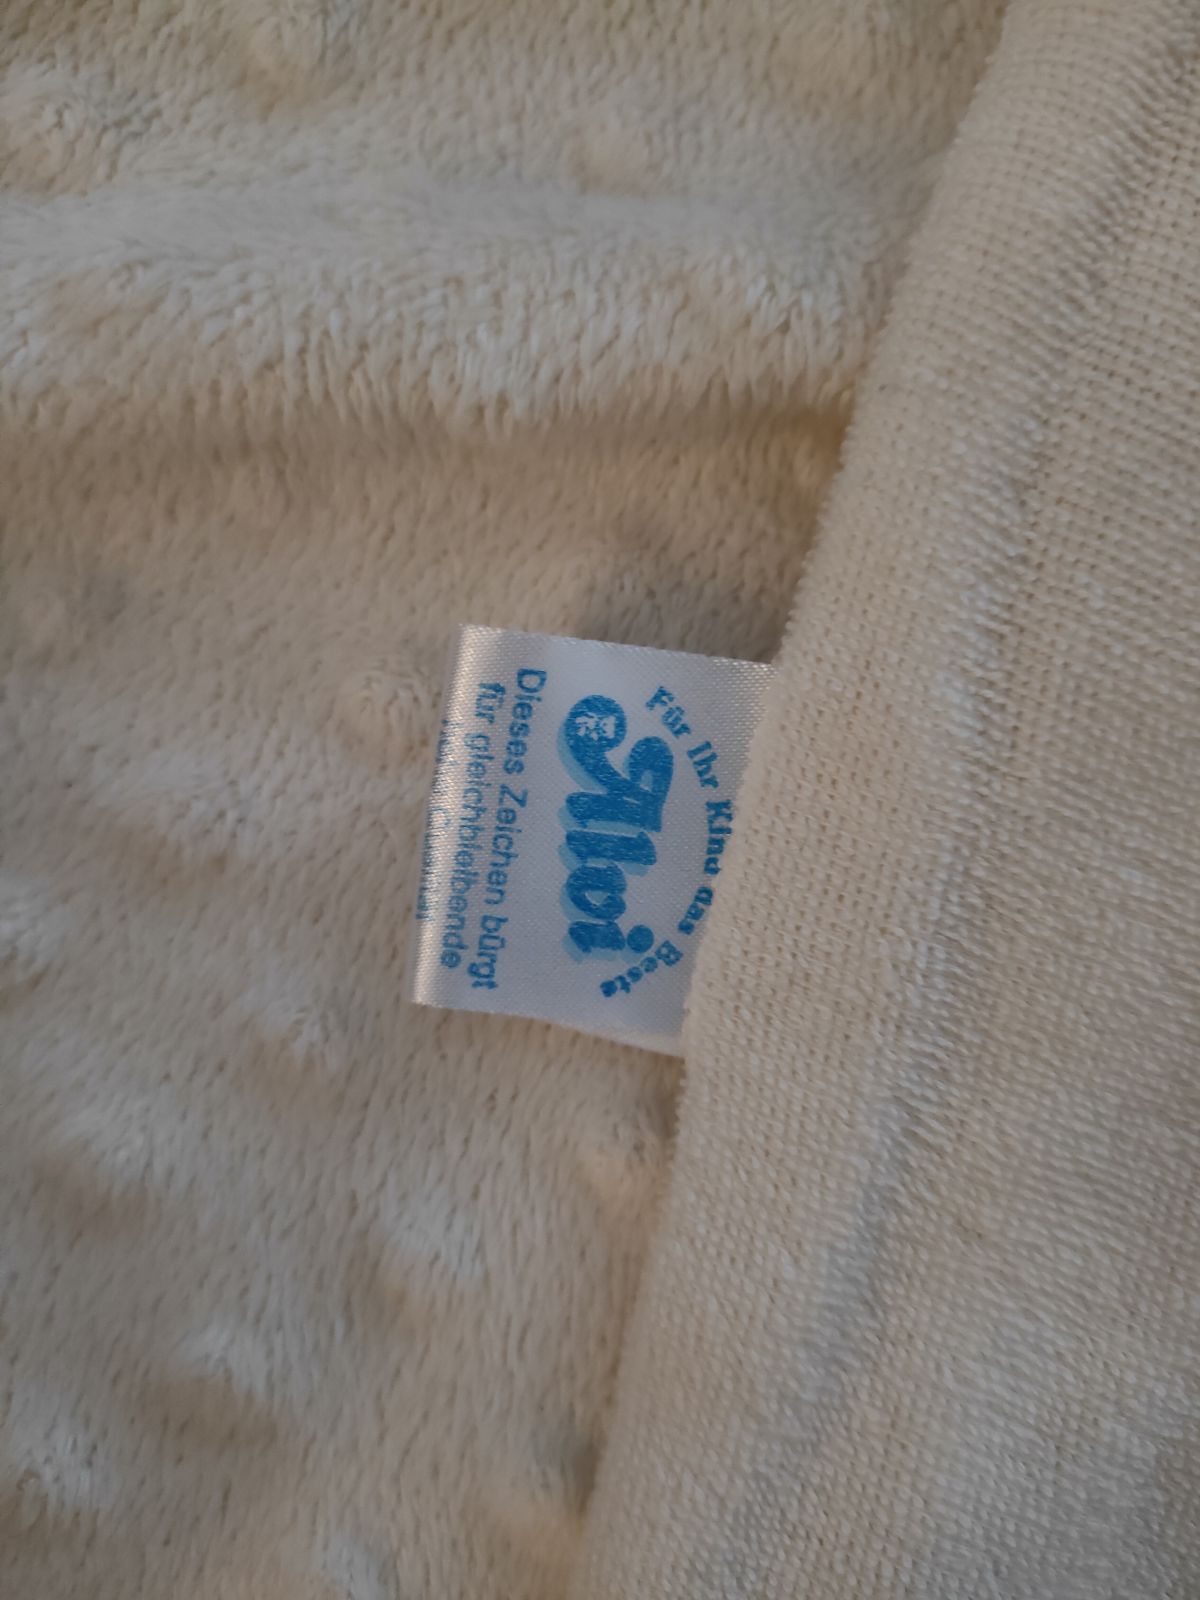 Für Ihr Kind das Beste
Alvi
Dieses Zeichen bürgt
für gleichbleibende